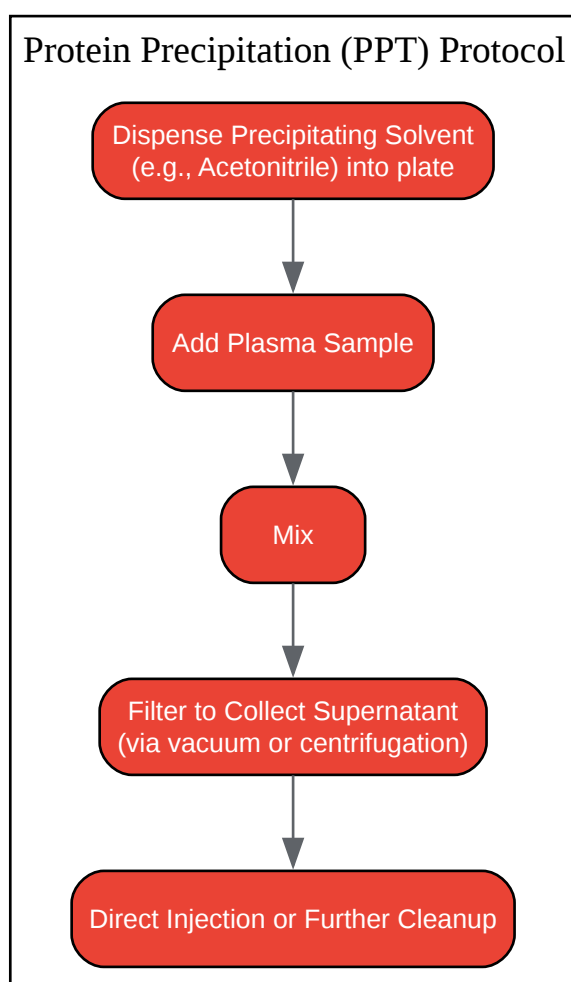 Protein Precipitation (PPT) Protocol
Dispense Precipitating Solvent
(e.g., Acetonitrile) into plate
Add Plasma Sample
Mix
Filter to Collect Supernatant
(via vacuum or centrifugation)
Direct Injection or Further Cleanup